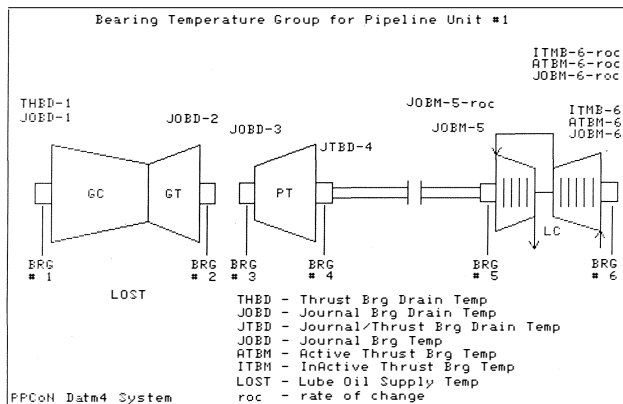 Bearing Temperature Group for Pipeline Unit #1
ITMB-6-roc
ATBM-6-roc
JOBM-6-roc
THBD-1
JOBD-1
JOBD-2
JOBD-3
JTBD-4
JOBM-5-roc
JOBM-5
ITMB-6
ATBM-6
JOBM-6
GC
GT
PT
LC
BRG
# 1
BRG
# 2
BRG
# 3
BRG
# 4
BRG
# 5
BRG
# 6
LOST
THBD - Thrust Brg Drain Temp
JOBD - Journal Brg Drain Temp
JTBD - Journal/Thrust Brg Drain Temp
JOBD - Journal Brg Temp
ATBM - Active Thrust Brg Temp
ITBM - InActive Thrust Brg Temp
LOST - Lube Oil Supply Temp
roc - rate of change
PPCoN Datm4 System